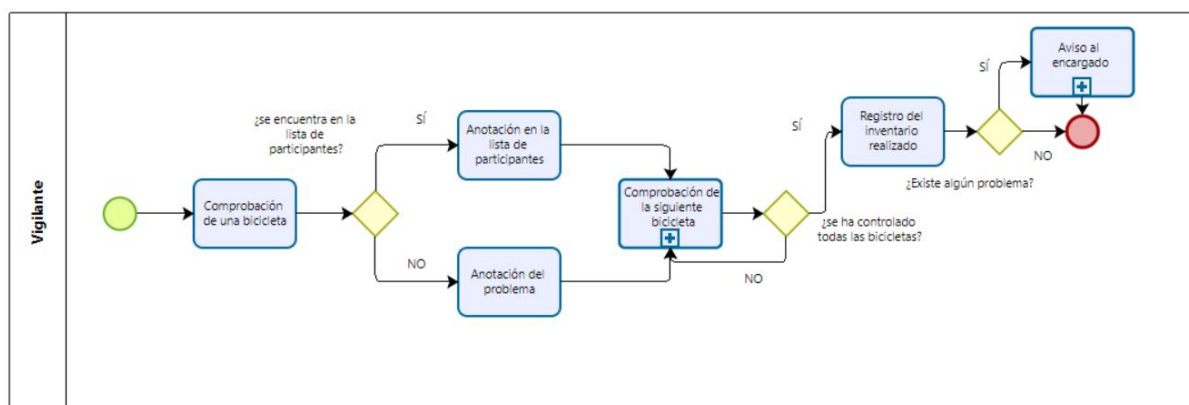 Vigilante
Comprobación
de una bicicleta
¿se encuentra en la
lista de
participantes?
SÍ
Anotación en la
lista de
participantes
NO
Anotación del
problema
Comprobación de
la siguiente
bicicleta
¿se ha controlado
todas las bicicletas?
SÍ
NO
Registro del
inventario
realizado
¿Existe algún problema?
SÍ
NO
Aviso al
encargado